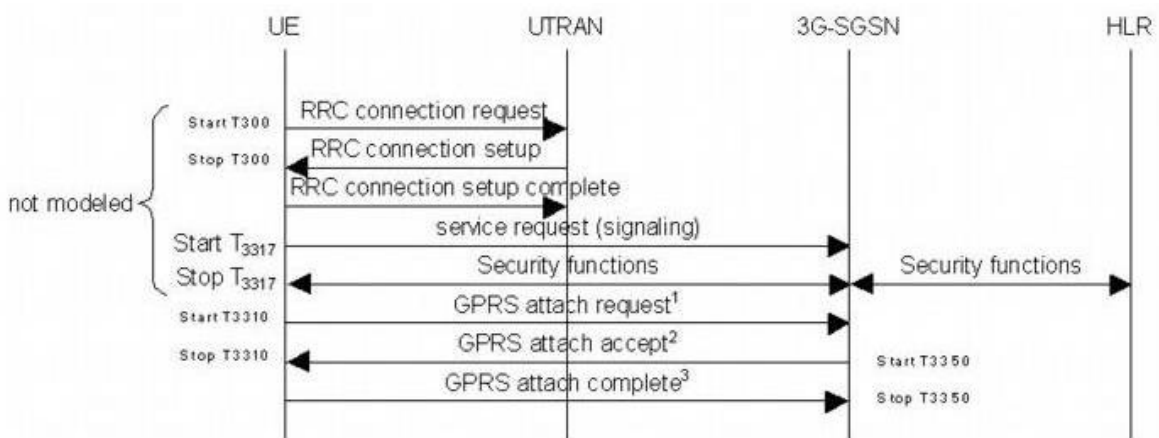 UE UTRAN 3G-SGSN HLR
RRC connection request
Start T300
RRC connection setup
Stop T300
RRC connection setup complete
not modeled
service request (signaling)
Start T3317
Security functions Security functions
Stop T3317
GPRS attach request1
Start T3310
GPRS attach accept2
Stop T3310 Start T3350
GPRS attach complete3
Stop T3350